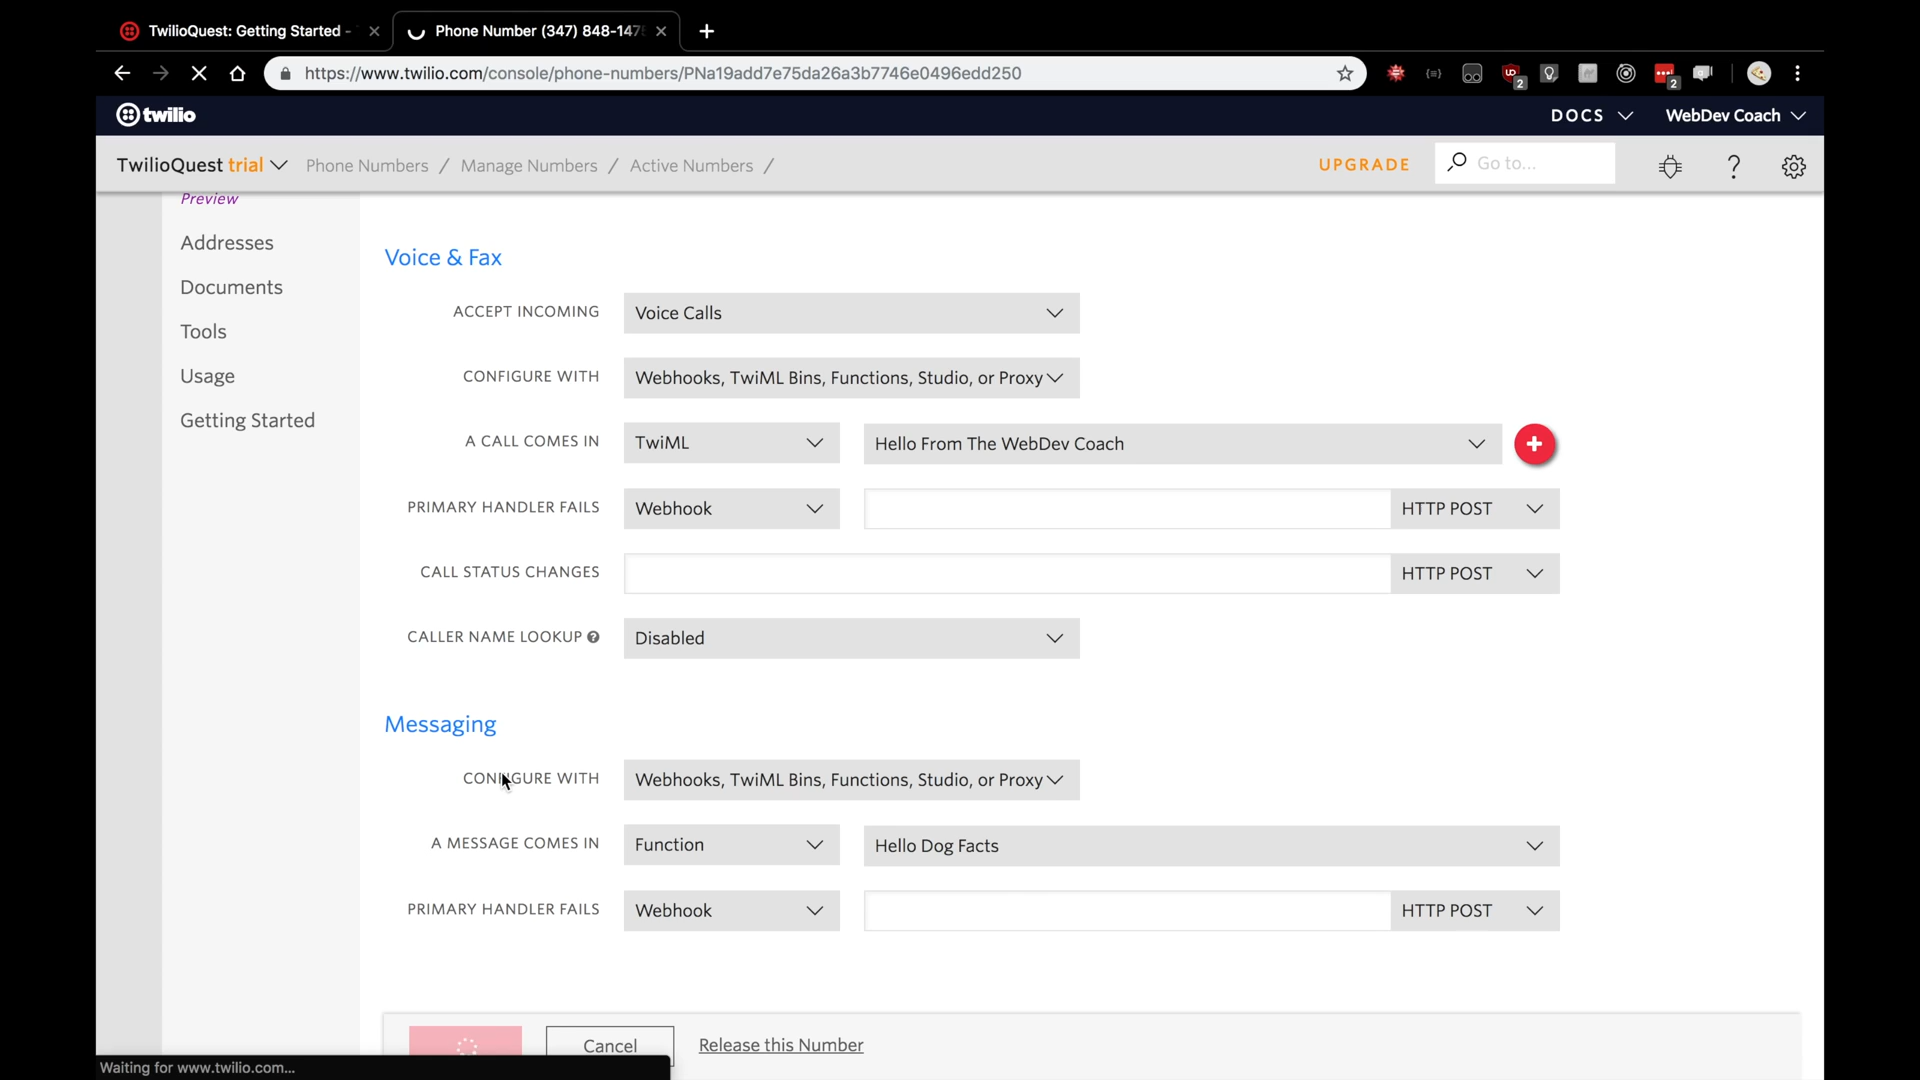 TwilioQuest: Getting Started -
Phone Number (347) 848-147
https://www.twilio.com/console/phone-numbers/PNa19add7e75da26a3b7746e0496edd250
2
2
twilio
DOCS
WebDev Coach
TwilioQuest trial
Phone Numbers / Manage Numbers / Active Numbers /
UPGRADE
Go to...
?
Preview
Addresses
Documents
Tools
Usage
Getting Started
Voice & Fax
ACCEPT INCOMING
Voice Calls
CONFIGURE WITH
Webhooks, TwiML Bins, Functions, Studio, or Proxy
A CALL COMES IN
TwiML
Hello From The WebDev Coach
PRIMARY HANDLER FAILS
Webhook
HTTP POST
CALL STATUS CHANGES
HTTP POST
CALLER NAME LOOKUP
Disabled
Messaging
CONFIGURE WITH
Webhooks, TwiML Bins, Functions, Studio, or Proxy
A MESSAGE COMES IN
Function
Hello Dog Facts
PRIMARY HANDLER FAILS
Webhook
HTTP POST
Cancel
Release this Number
Waiting for www.twilio.com...